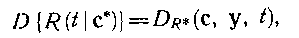 D {R(t | c*)} = D_{R*}(c, y, t),